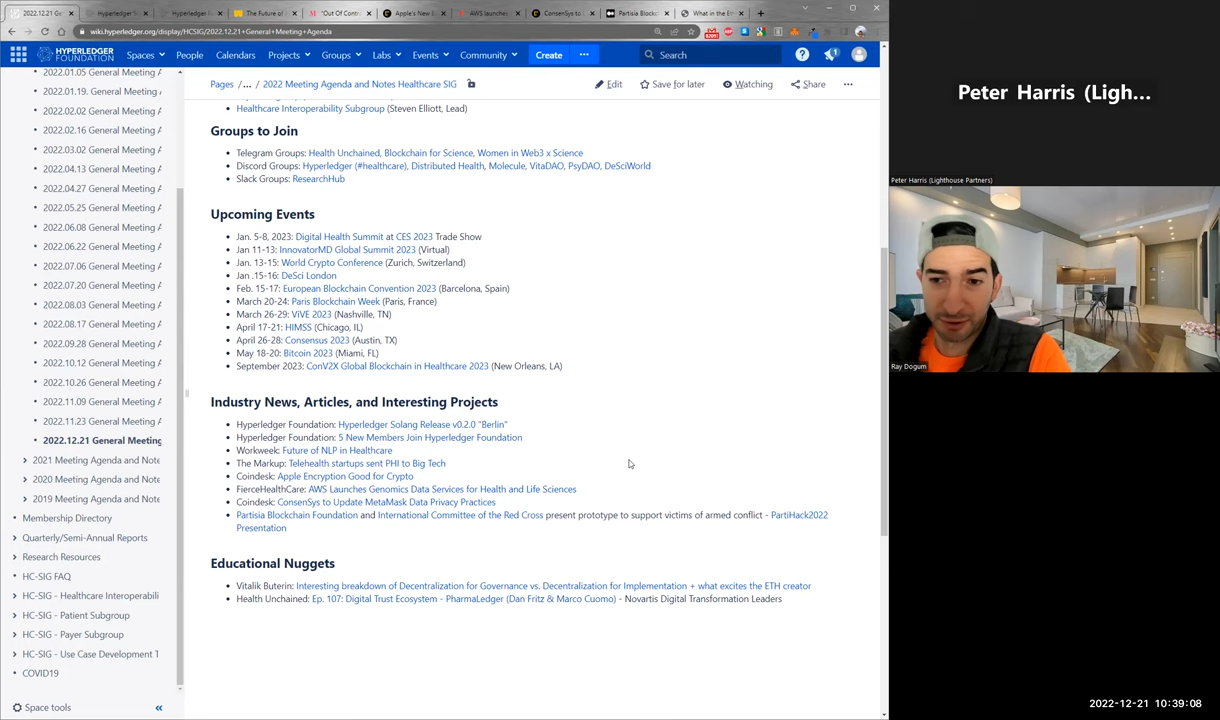 2022.12.21 Ge
Hyperledger
Hyperledger
The Future of
"Out Of Contr
Apple's New E
AWS launches
ConsenSys to
Partisia Block
What in the E
wiki.hyperledger.org/display/HCSIG/2022.12.21+General+Meeting+Agenda
HYPERLEDGER
FOUNDATION
Spaces
People
Calendars
Projects
Groups
Labs
Events
Community
Create
Search
Pages /... / 2022 Meeting Agenda and Notes Healthcare SIG
Edit
Save for later
Watching
Share
2022.01.05 General Meeting A
2022.01.19. General Meeting A
2022.02.02 General Meeting A
2022.02.16 General Meeting A
2022.03.02 General Meeting A
2022.04.13 General Meeting A
2022.04.27 General Meeting A
2022.05.25 General Meeting A
2022.06.08 General Meeting A
2022.06.22 General Meeting A
2022.07.06 General Meeting A
2022.07.20 General Meeting A
2022.08.03 General Meeting A
2022.08.17 General Meeting A
2022.09.28 General Meeting A
2022.10.12 General Meeting A
2022.10.26 General Meeting A
2022.11.09 General Meeting A
2022.11.23 General Meeting A
2022.12.21 General Meeting
2021 Meeting Agenda and Note
2020 Meeting Agenda and Note
2019 Meeting Agenda and Note
Membership Directory
Quarterly/Semi-Annual Reports
Research Resources
HC-SIG FAQ
HC-SIG - Healthcare Interoperabili
HC-SIG - Patient Subgroup
HC-SIG - Payer Subgroup
HC-SIG - Use Case Development T
COVID19
Space tools
Healthcare Interoperability Subgroup (Steven Elliott, Lead)
Groups to Join
Telegram Groups: Health Unchained, Blockchain for Science, Women in Web3 x Science
Discord Groups: Hyperledger (#healthcare), Distributed Health, Molecule, VitaDAO, PsyDAO, DeSciWorld
Slack Groups: ResearchHub
Upcoming Events
Jan. 5-8, 2023: Digital Health Summit at CES 2023 Trade Show
Jan 11-13: InnovatorMD Global Summit 2023 (Virtual)
Jan. 13-15: World Crypto Conference (Zurich, Switzerland)
Jan .15-16: DeSci London
Feb. 15-17: European Blockchain Convention 2023 (Barcelona, Spain)
March 20-24: Paris Blockchain Week (Paris, France)
March 26-29: ViVE 2023 (Nashville, TN)
April 17-21: HIMSS (Chicago, IL)
April 26-28: Consensus 2023 (Austin, TX)
May 18-20: Bitcoin 2023 (Miami, FL)
September 2023: ConV2X Global Blockchain in Healthcare 2023 (New Orleans, LA)
Industry News, Articles, and Interesting Projects
Hyperledger Foundation: Hyperledger Solang Release v0.2.0 "Berlin"
Hyperledger Foundation: 5 New Members Join Hyperledger Foundation
Workweek: Future of NLP in Healthcare
The Markup: Telehealth startups sent PHI to Big Tech
Coindesk: Apple Encryption Good for Crypto
FierceHealthCare: AWS Launches Genomics Data Services for Health and Life Sciences
Coindesk: ConsenSys to Update MetaMask Data Privacy Practices
Partisia Blockchain Foundation and International Committee of the Red Cross present prototype to support victims of armed conflict - PartiHack2022
Presentation
Educational Nuggets
Vitalik Buterin: Interesting breakdown of Decentralization for Governance vs. Decentralization for Implementation + what excites the ETH creator
Health Unchained: Ep. 107: Digital Trust Ecosystem - PharmaLedger (Dan Fritz & Marco Cuomo) - Novartis Digital Transformation Leaders
Peter Harris (Ligh...
Peter Harris (Lighthouse Partners)
Ray Dogum
2022-12-21 10:39:08